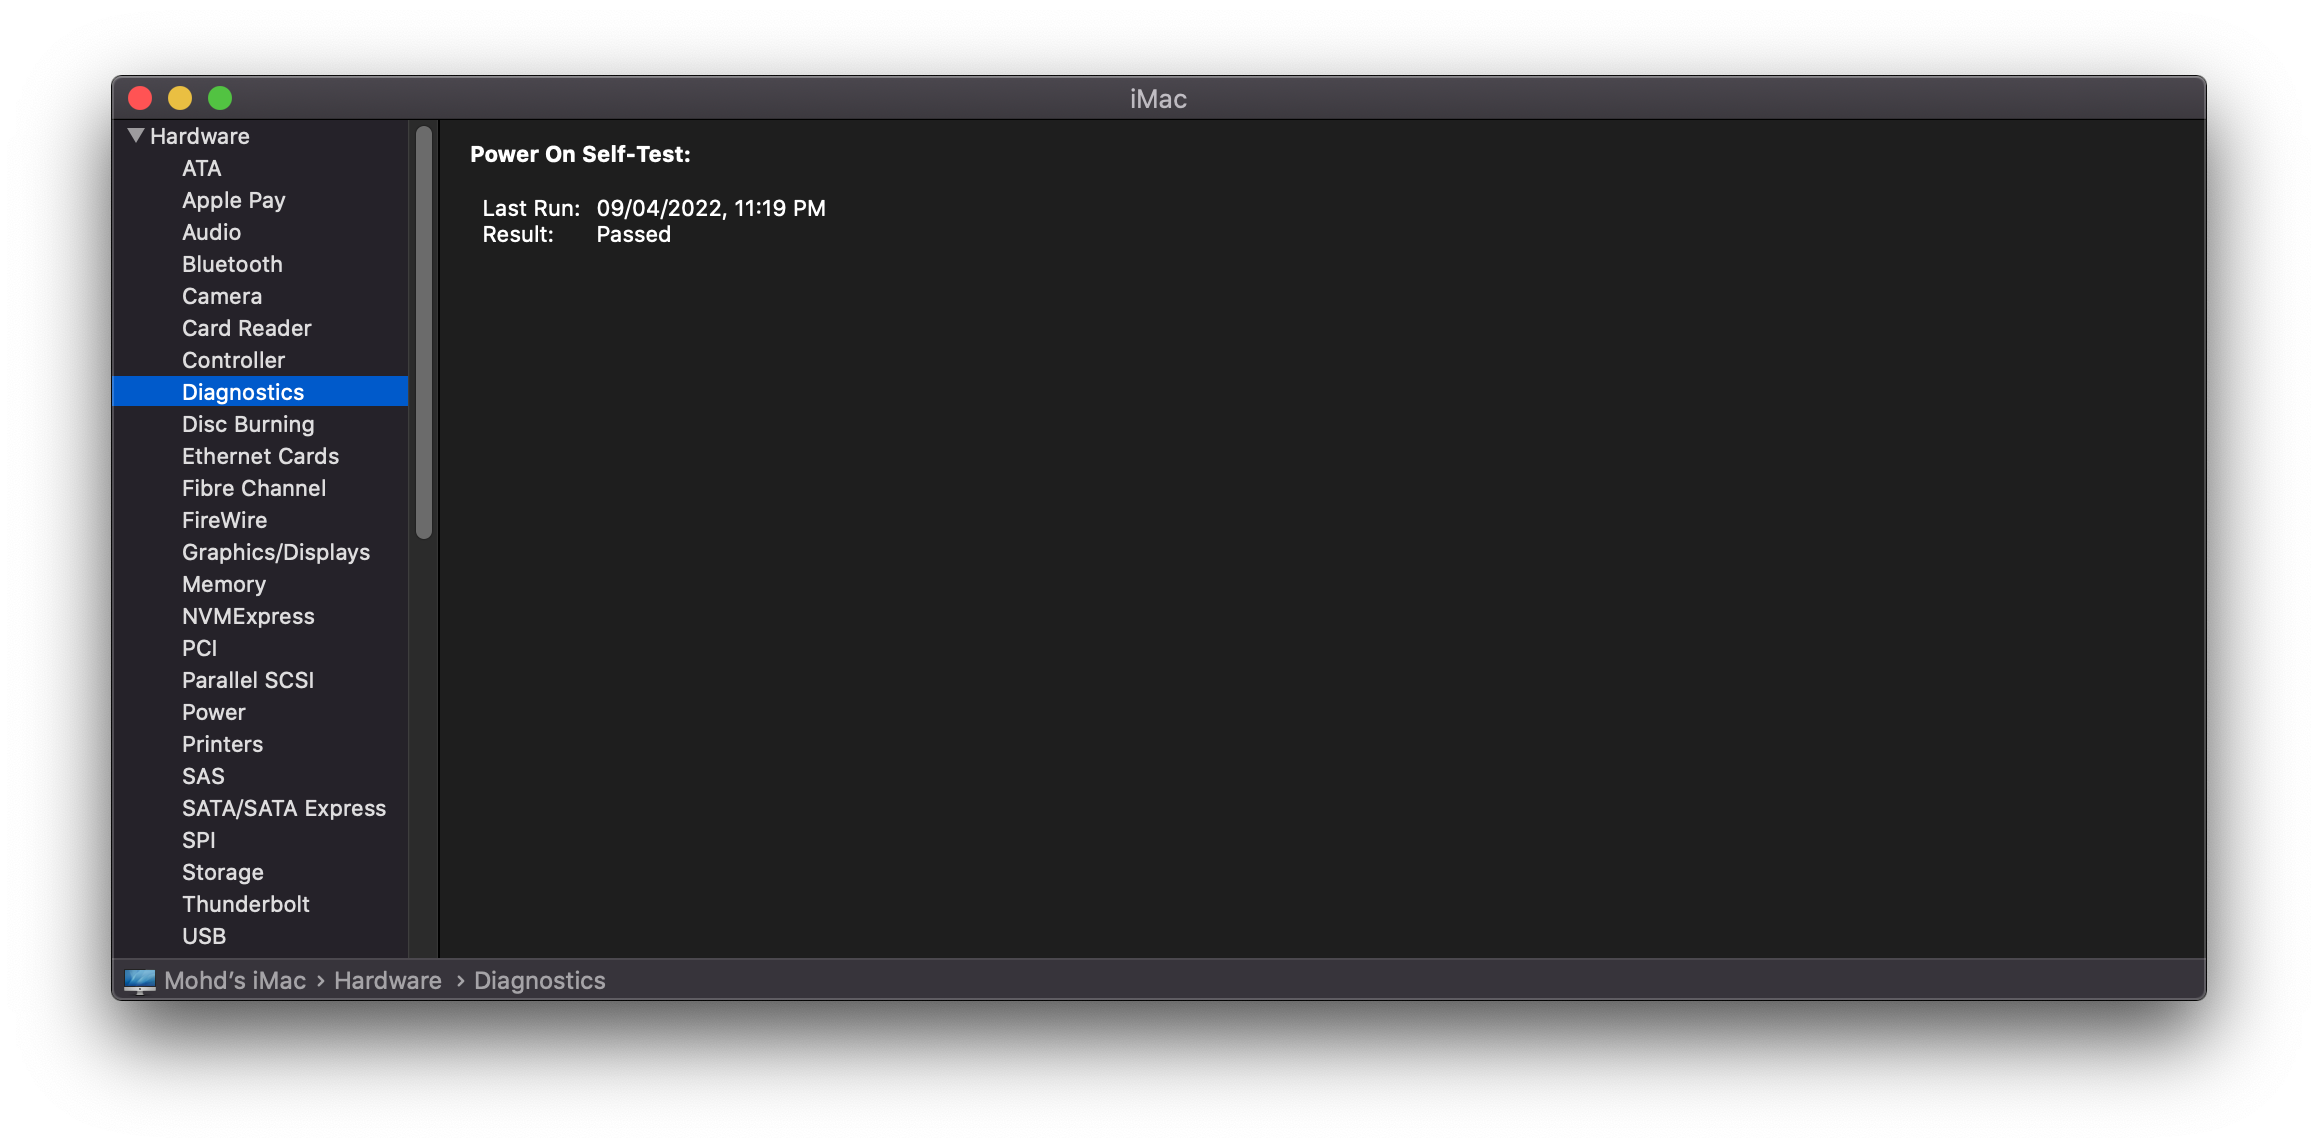 iMac
Hardware
ATA
Apple Pay
Audio
Bluetooth
Camera
Card Reader
Controller
Diagnostics
Disc Burning
Ethernet Cards
Fibre Channel
FireWire
Graphics/Displays
Memory
NVMExpress
PCI
Parallel SCSI
Power
Printers
SAS
SATA/SATA Express
SPI
Storage
Thunderbolt
USB
Power On Self-Test:
Last Run: 09/04/2022, 11:19 PM
Result: Passed
Mohd’s iMac › Hardware › Diagnostics